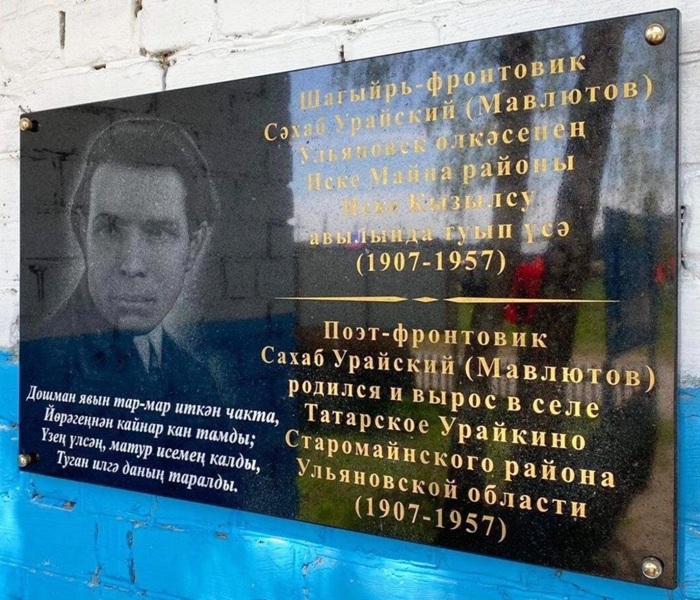 Шагыйрь-фронтовик
Сәхаб Урайский (Мавлютов)
Ульяновск өлкәсенең
Иске Майна районы
Иске Кызылсу
авылында туып үсә
(1907-1957)
Поэт-фронтовик
Сахаб Урайский (Мавлютов)
родился и вырос в селе
Татарское Урайкино
Старомайнского района
Ульяновской области
(1907-1957)
Дошман явын тар-мар иткән чакта,
Йөрәгеңнән кайнар кан тамды;
Үзең үлсәң, матур исемең калды,
Туган илгә даның таралды.